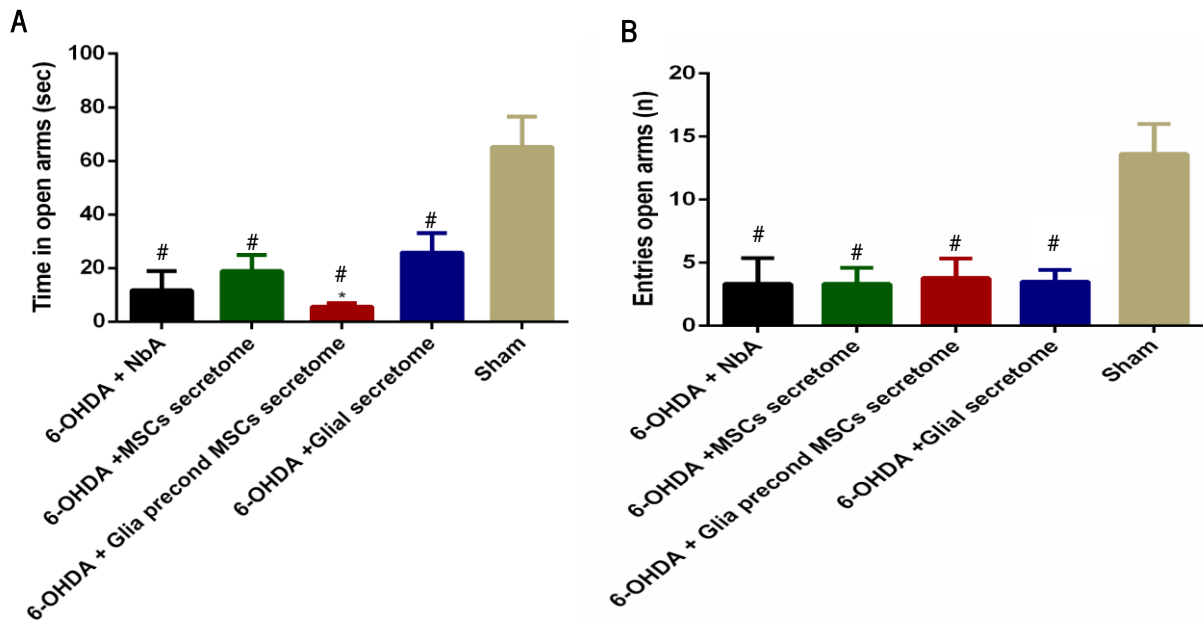 A
Time in open arms (sec)
100
80
60
40
20
0
#
#
#
*
#
6-OHDA + NbA
6-OHDA +MSCs secretome
6-OHDA + Glia precond MSCs secretome
6-OHDA +Glial secretome
Sham
B
Entries open arms (n)
20
15
10
5
0
#
#
#
#
6-OHDA + NbA
6-OHDA +MSCs secretome
6-OHDA + Glia precond MSCs secretome
6-OHDA +Glial secretome
Sham